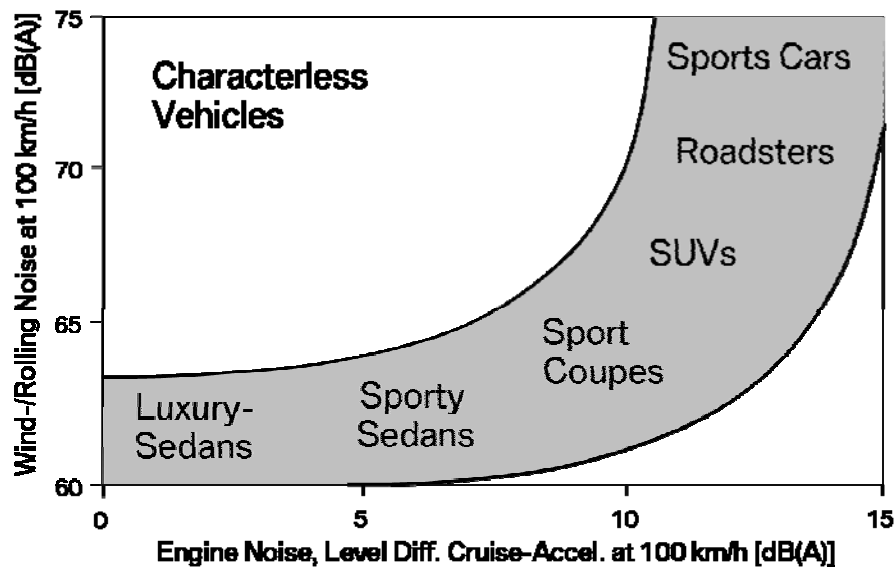 75
70
65
60
Wind-/Rolling Noise at 100 km/h [dB(A)]
Characterless
Vehicles
Sports Cars
Roadsters
SUVs
Sport
Coupes
Sporty
Sedans
Luxury-
Sedans
0
5
10
15
Engine Noise, Level Diff. Cruise-Accel. at 100 km/h [dB(A)]